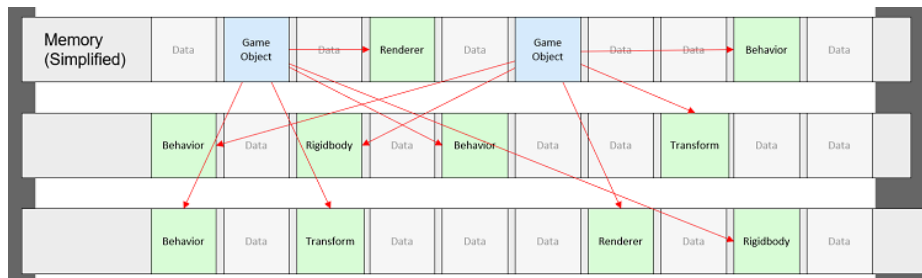 Memory
(Simplified)
Data
Game
Object
Data
Renderer
Data
Game
Object
Data
Data
Behavior
Data
Behavior
Data
Rigidbody
Data
Behavior
Data
Data
Transform
Data
Data
Behavior
Data
Transform
Data
Data
Data
Renderer
Data
Rigidbody
Data